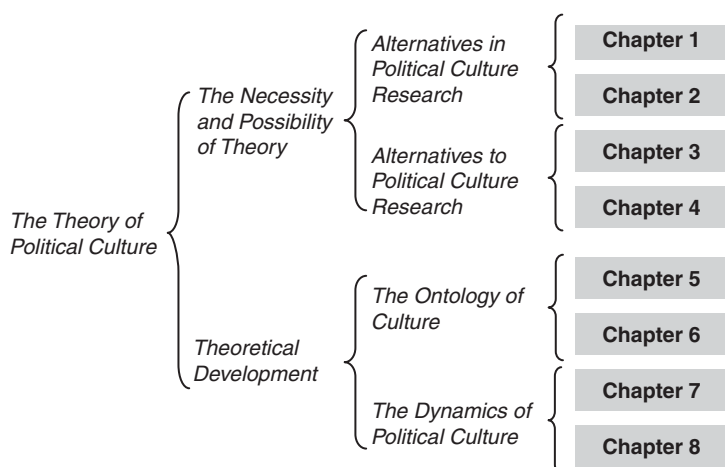 The Theory of
Political Culture
The Necessity
and Possibility
of Theory
Alternatives in
Political Culture
Research
Chapter 1
Chapter 2
Alternatives to
Political Culture
Research
Chapter 3
Chapter 4
Theoretical
Development
The Ontology of
Culture
Chapter 5
Chapter 6
The Dynamics of
Political Culture
Chapter 7
Chapter 8